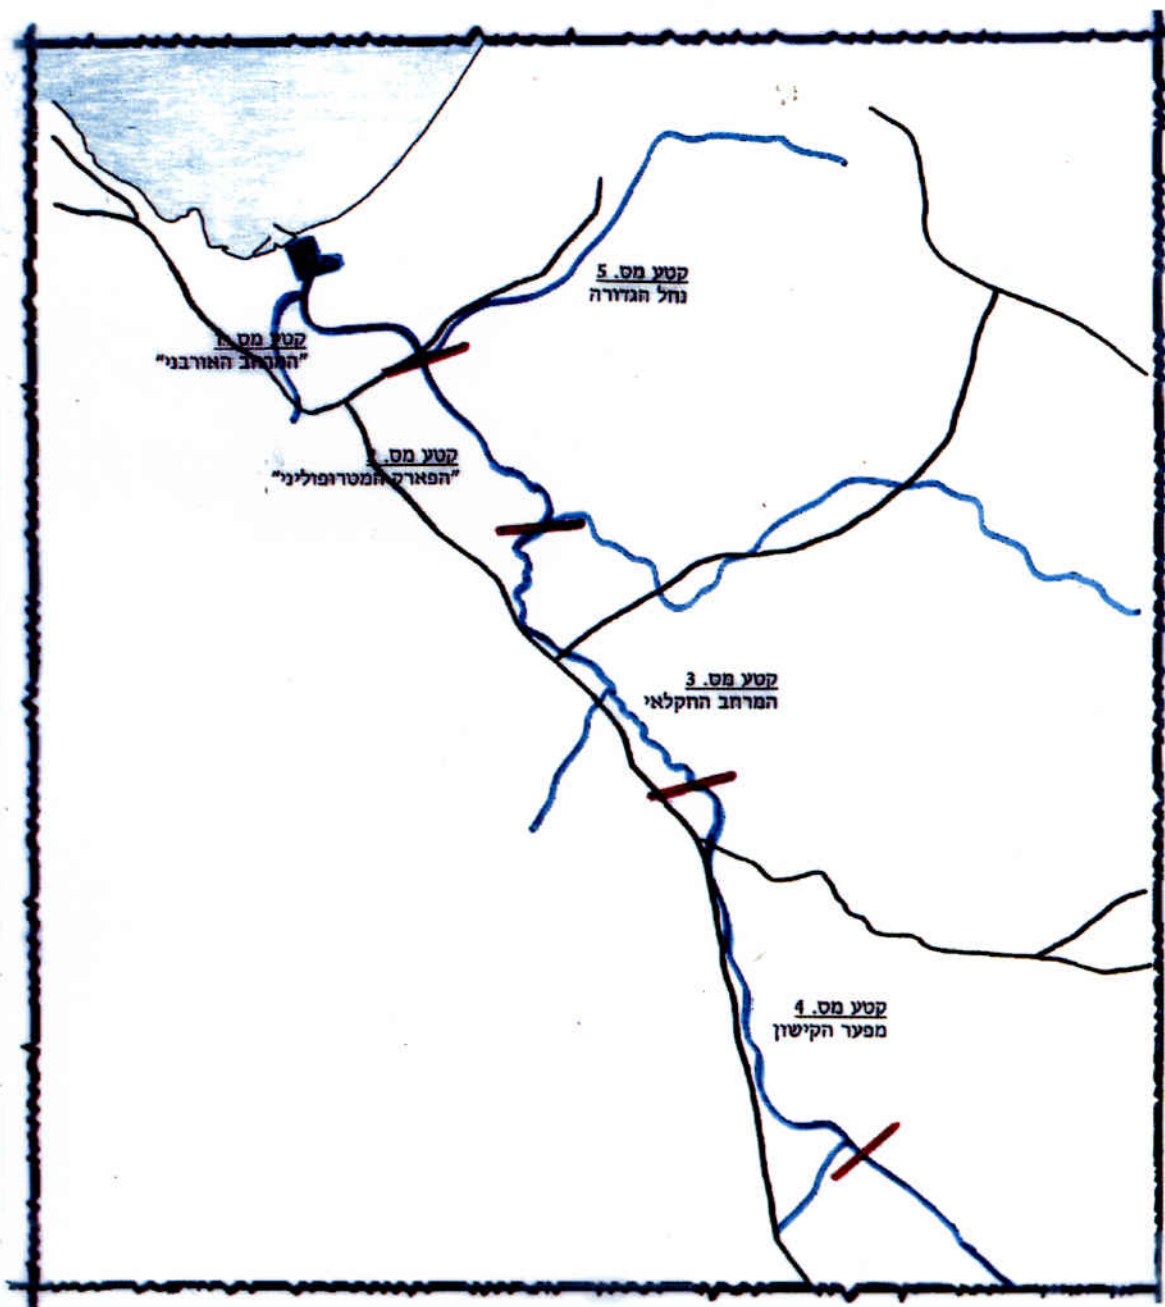 קטע מס. 5
נחל הגדורה
קטע מס. 1
"המרחב האורבני"
קטע מס. 2
"הפארק המטרופוליני"
קטע מס. 3
המרחב החקלאי
קטע מס. 4
מפער הקישון